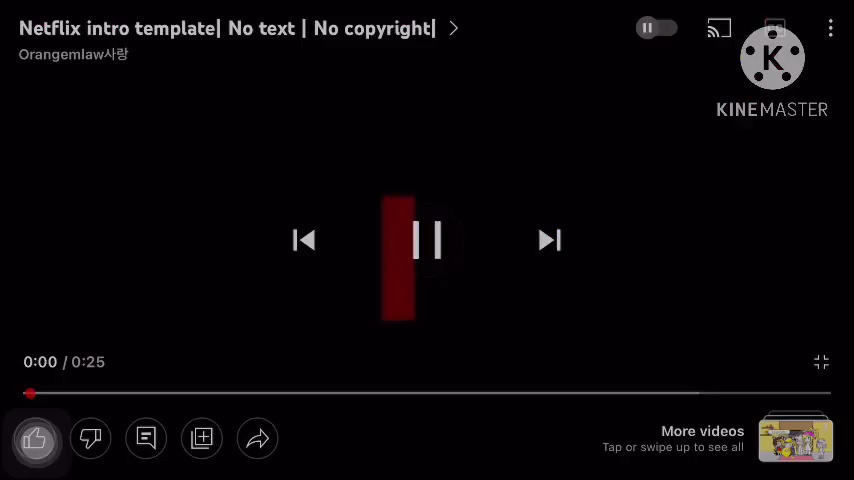 Netflix intro template| No text | No copyright|
Orangemlaw사랑
K
KINEMASTER
0:00 / 0:25
More videos
Tap or swipe up to see all